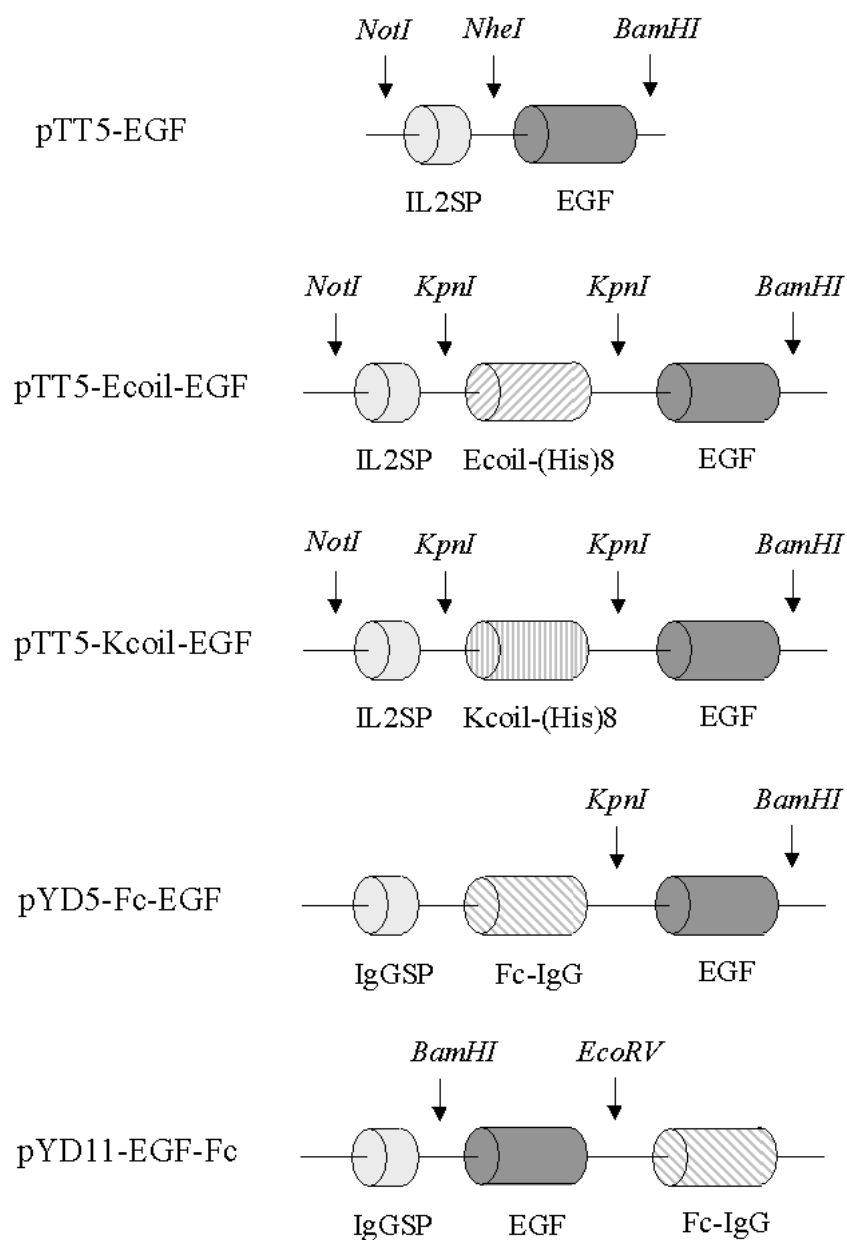 NotI NheI BamHI
pTT5-EGF
IL2SP EGF
NotI KpnI KpnI BamHI
pTT5-Ecoil-EGF
IL2SP Ecoil-(His)8 EGF
NotI KpnI KpnI BamHI
pTT5-Kcoil-EGF
IL2SP Kcoil-(His)8 EGF
KpnI BamHI
pYD5-Fc-EGF
IgGSP Fc-IgG EGF
BamHI EcoRV
pYD11-EGF-Fc
IgGSP EGF Fc-IgG